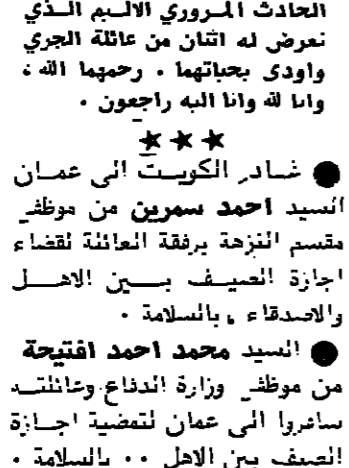 الحادث المروري الاليم الذي
تعرض له اثنان من عائلة الجري
واودى بحياتهما . رحمهما الله ،
وانا لله وانا اليه راجعون .
★★★
● غادر الكويت الى عمان
السيد احمد سمرين من موظفي
مقسم النزهة برفقة العائلة لقضاء
اجازة الصيف بين الاهل
والاصدقاء ، بالسلامة .
● السيد محمد احمد افتيحة
من موظفي وزارة الدفاع وعائلته
سافروا الى عمان لتمضية اجازة
الصيف بين الاهل .. بالسلامة .